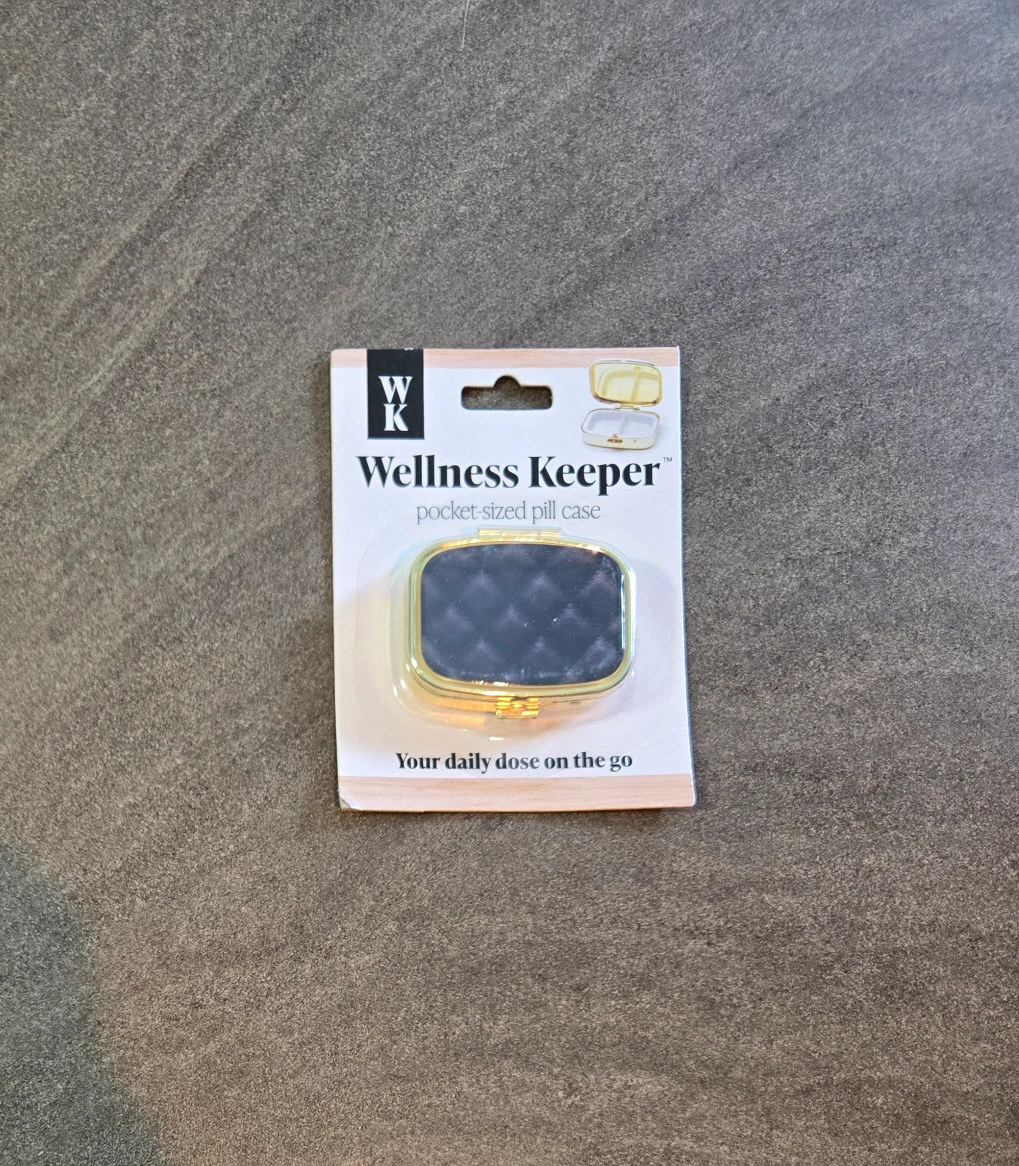 W
K
Wellness Keeper™
pocket-sized pill case
Your daily dose on the go